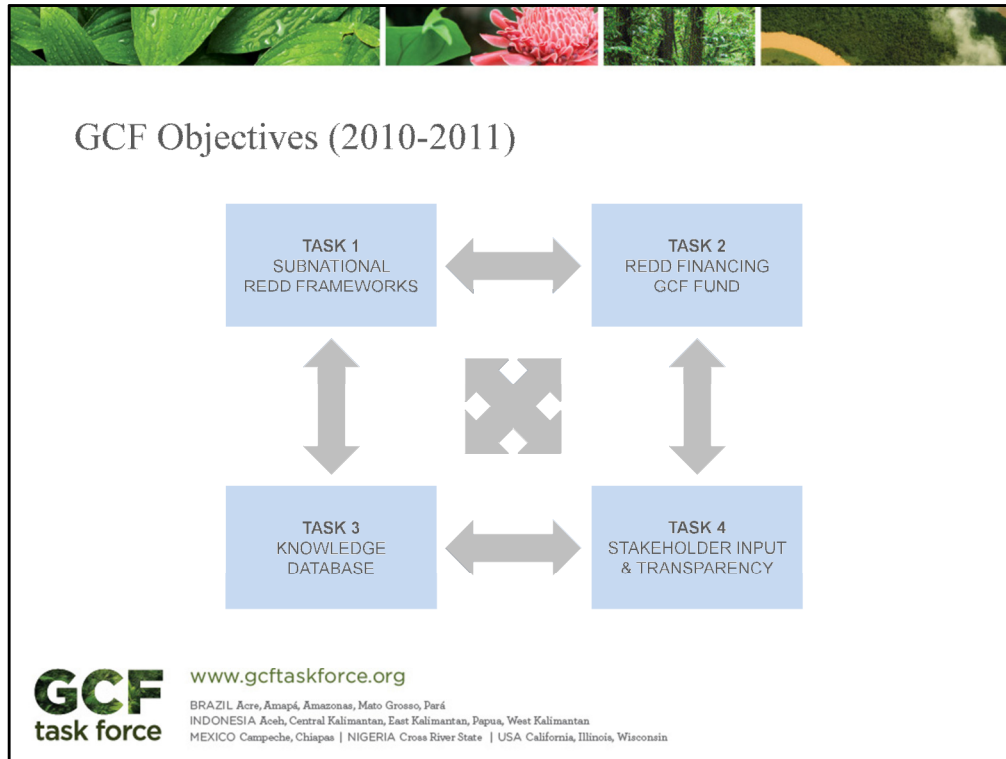 GCF Objectives (2010-2011)
TASK 1
SUBNATIONAL
REDD FRAMEWORKS
TASK 2
REDD FINANCING
GCF FUND
TASK 3
KNOWLEDGE
DATABASE
TASK 4
STAKEHOLDER INPUT
& TRANSPARENCY
GCF
task force
www.gcftaskforce.org
BRAZIL Acre, Amapá, Amazonas, Mato Grosso, Pará
INDONESIA Aceh, Central Kalimantan, East Kalimantan, Papua, West Kalimantan
MEXICO Campeche, Chiapas | NIGERIA Cross River State | USA California, Illinois, Wisconsin